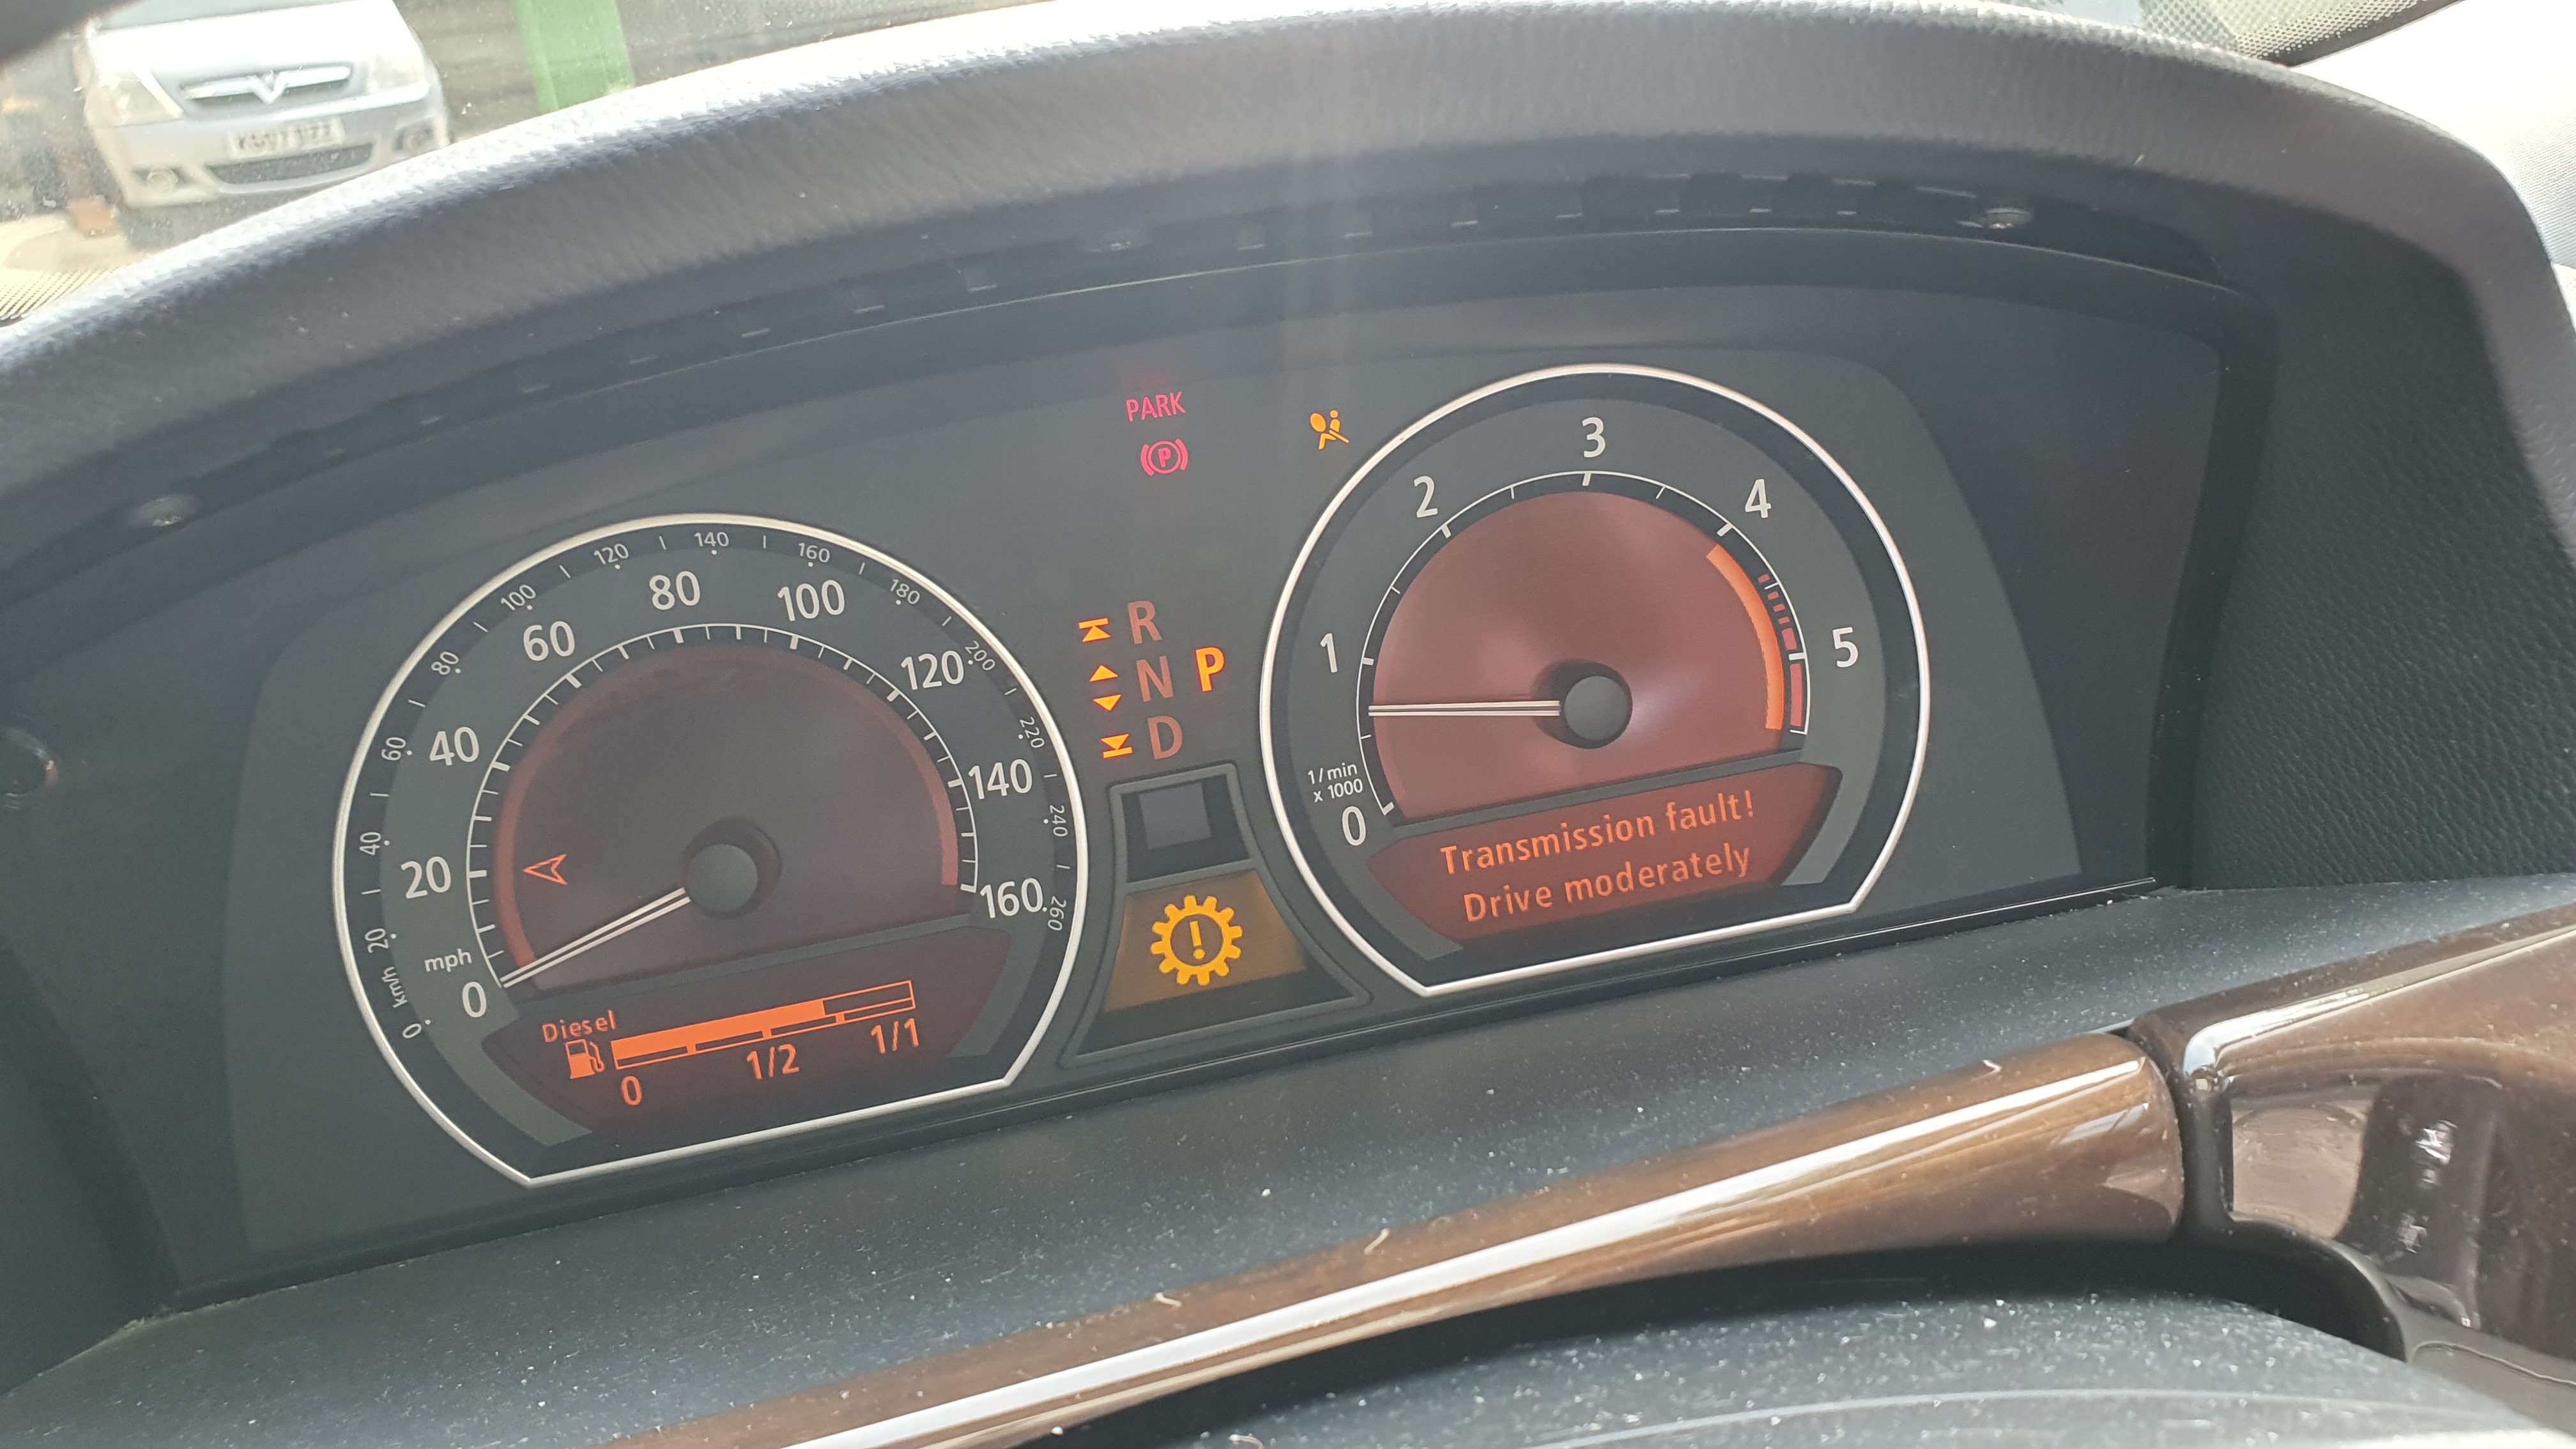 PARK
P
R
N P
D
0
20
40
60
80
100
120
140
160
mph
km/h
0
20
40
60
80
100
120
140
160
180
200
220
240
260
Diesel
0
1/2
1/1
0
1
2
3
4
5
1/min
x 1000
Transmission fault!
Drive moderately
!